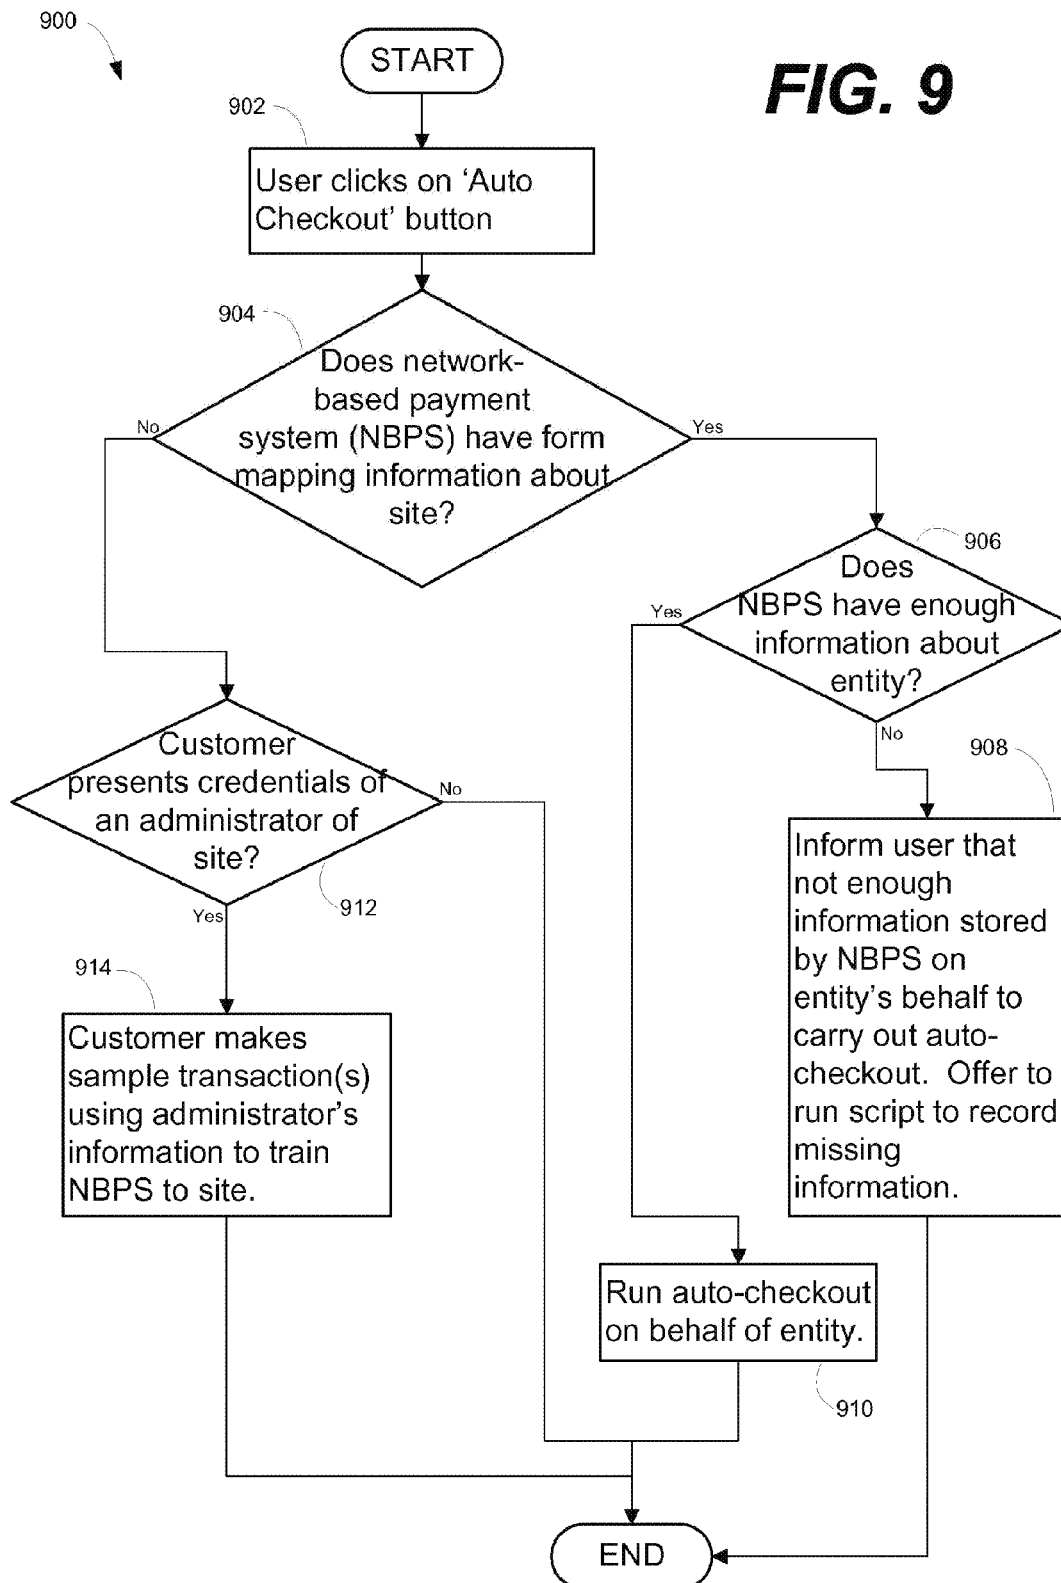 900
START
FIG. 9
902
User clicks on ‘Auto
Checkout’ button
904
Does network-
based payment
system (NBPS) have form
mapping information about
site?
No
Yes
906
Does
NBPS have enough
information about
entity?
Yes
No
908
Inform user that
not enough
information stored
by NBPS on
entity’s behalf to
carry out auto-
checkout. Offer to
run script to record
missing
information.
Customer
presents credentials of
an administrator of
site?
No
912
Yes
914
Customer makes
sample transaction(s)
using administrator’s
information to train
NBPS to site.
Run auto-checkout
on behalf of entity.
910
END